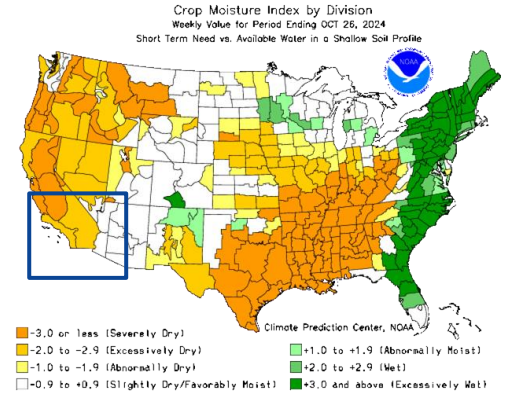 Crop Moisture Index by Division
Weekly Value for Period Ending OCT 26, 2024
Short Term Need vs. Available Water in a Shallow Soil Profile
NOAA
Climate Prediction Center, NOAA
-3.0 or less (Severely Dry)
-2.0 to -2.9 (Excessively Dry)
-1.0 to -1.9 (Abnormally Dry)
-0.9 to +0.9 (Slightly Dry/Favorably Moist)
+1.0 to +1.9 (Abnormally Moist)
+2.0 to +2.9 (Wet)
+3.0 and above (Excessively Wet)